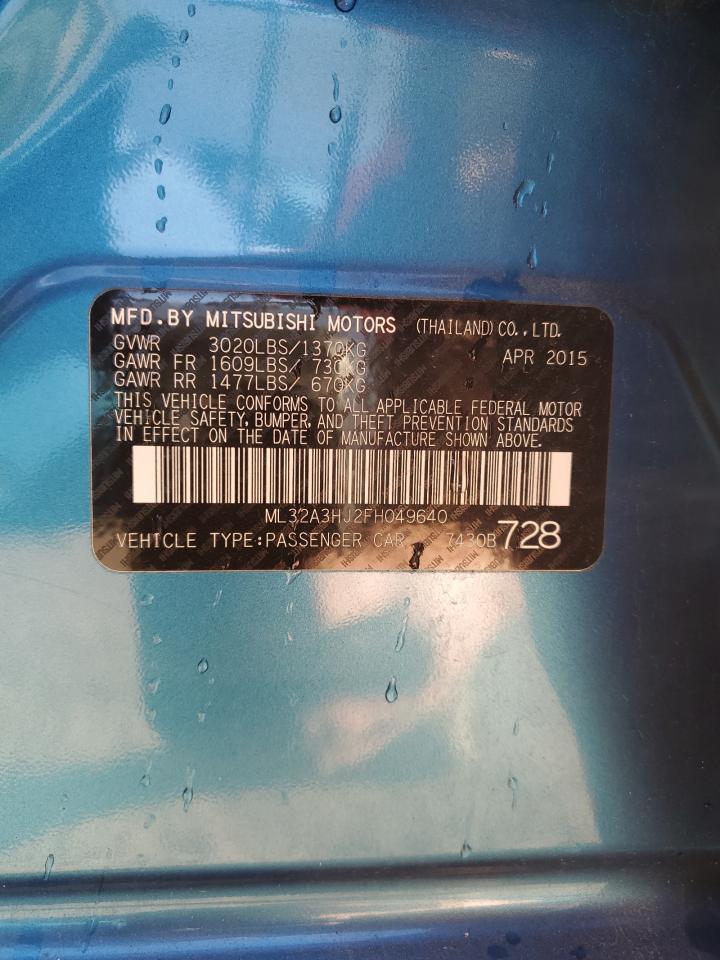 MFD.BY MITSUBISHI MOTORS (THAILAND) CO.,LTD.
GVWR 3020LBS/1370KG
GAWR FR 1609LBS/ 730KG APR 2015
GAWR RR 1477LBS/ 670KG
THIS VEHICLE CONFORMS TO ALL APPLICABLE FEDERAL MOTOR
VEHICLE SAFETY, BUMPER, AND THEFT PREVENTION STANDARDS
IN EFFECT ON THE DATE OF MANUFACTURE SHOWN ABOVE.
ML32A3HJ2FH049640
VEHICLE TYPE:PASSENGER CAR 7430B 728